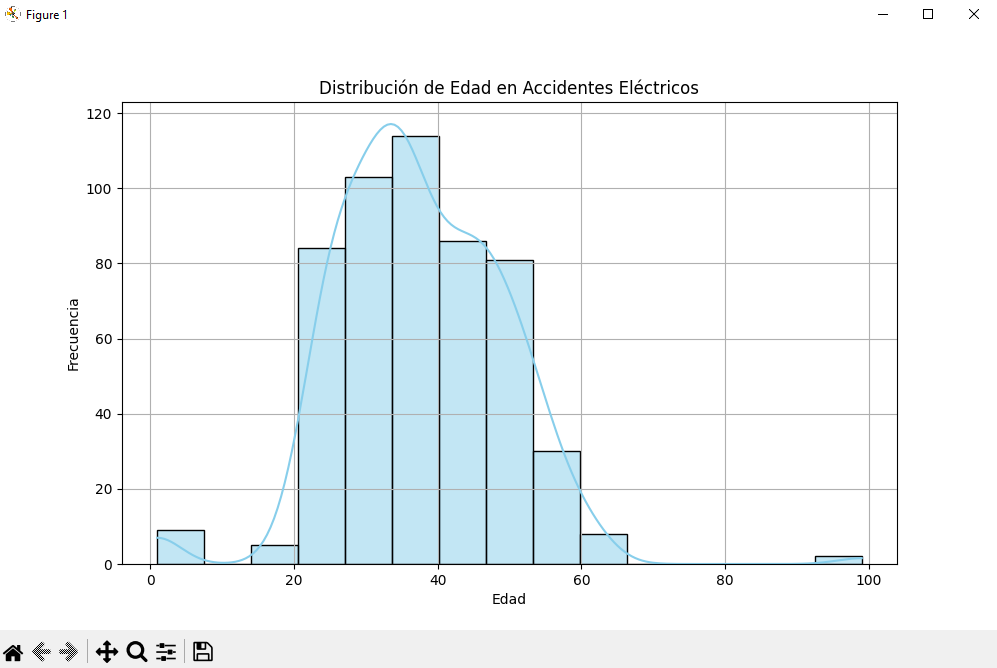 Figure 1
Distribución de Edad en Accidentes Eléctricos
120
100
80
60
40
20
0
Frecuencia
0 20 40 60 80 100
Edad